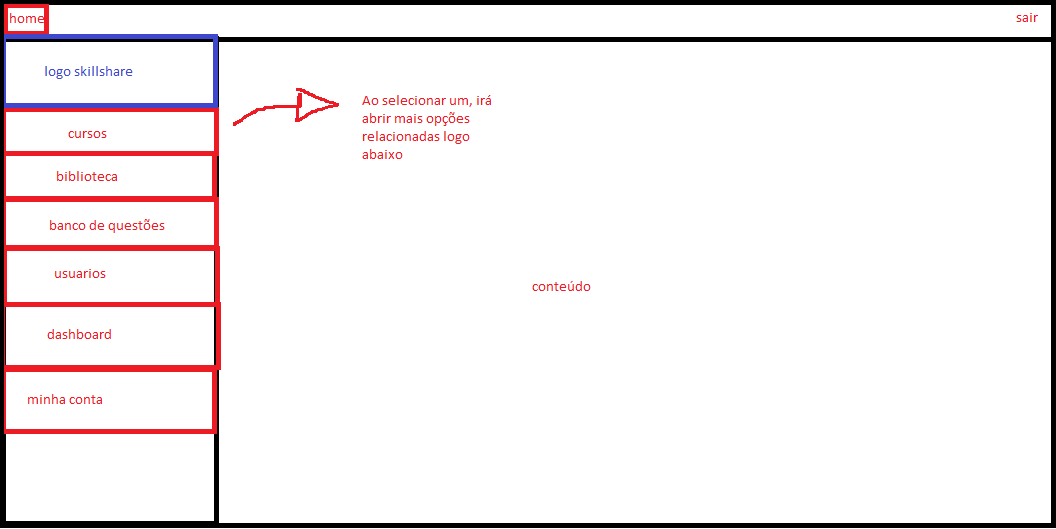 home
sair
logo skillshare
cursos
Ao selecionar um, irá
abrir mais opções
relacionadas logo
abaixo
biblioteca
banco de questões
usuarios
dashboard
minha conta
conteúdo